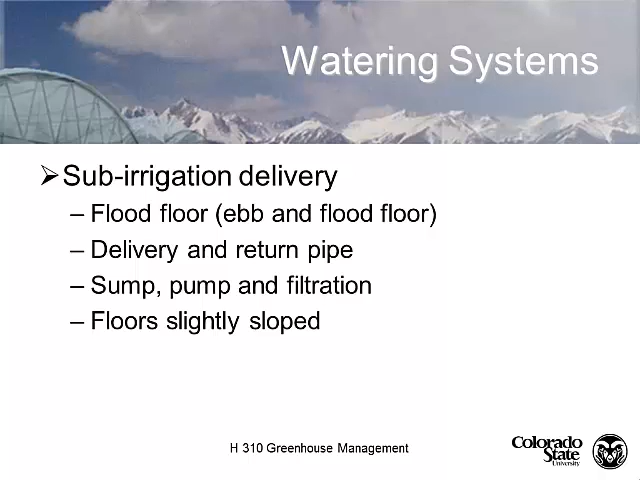 Watering Systems
Sub-irrigation delivery
– Flood floor (ebb and flood floor)
– Delivery and return pipe
– Sump, pump and filtration
– Floors slightly sloped
H 310 Greenhouse Management
Colorado
State
University